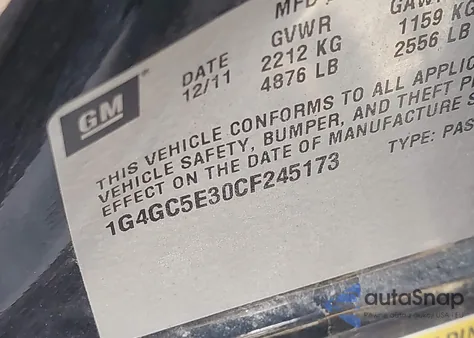 MFD
GVWR GAW
DATE 2212 KG 1159 KG
12/11 4876 LB 2556 LB
GM
THIS VEHICLE CONFORMS TO ALL APPLIC
VEHICLE SAFETY, BUMPER, AND THEFT P
EFFECT ON THE DATE OF MANUFACTURE S
1G4GC5E30CF245173 TYPE: PAS
autoSnap